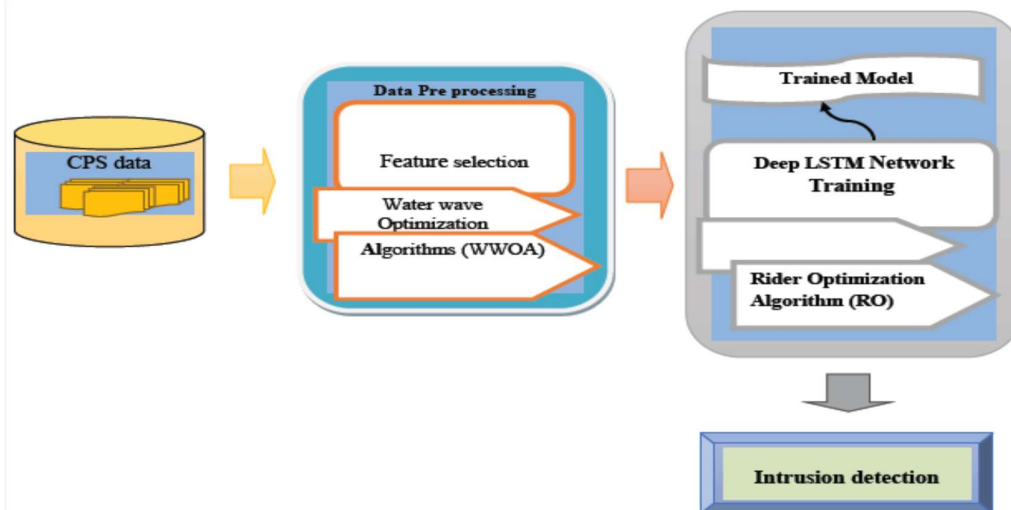 CPS data
Data Pre processing
Feature selection
Water wave
Optimization
Algorithms (WWOA)
Trained Model
Deep LSTM Network
Training
Rider Optimization
Algorithm (RO)
Intrusion detection